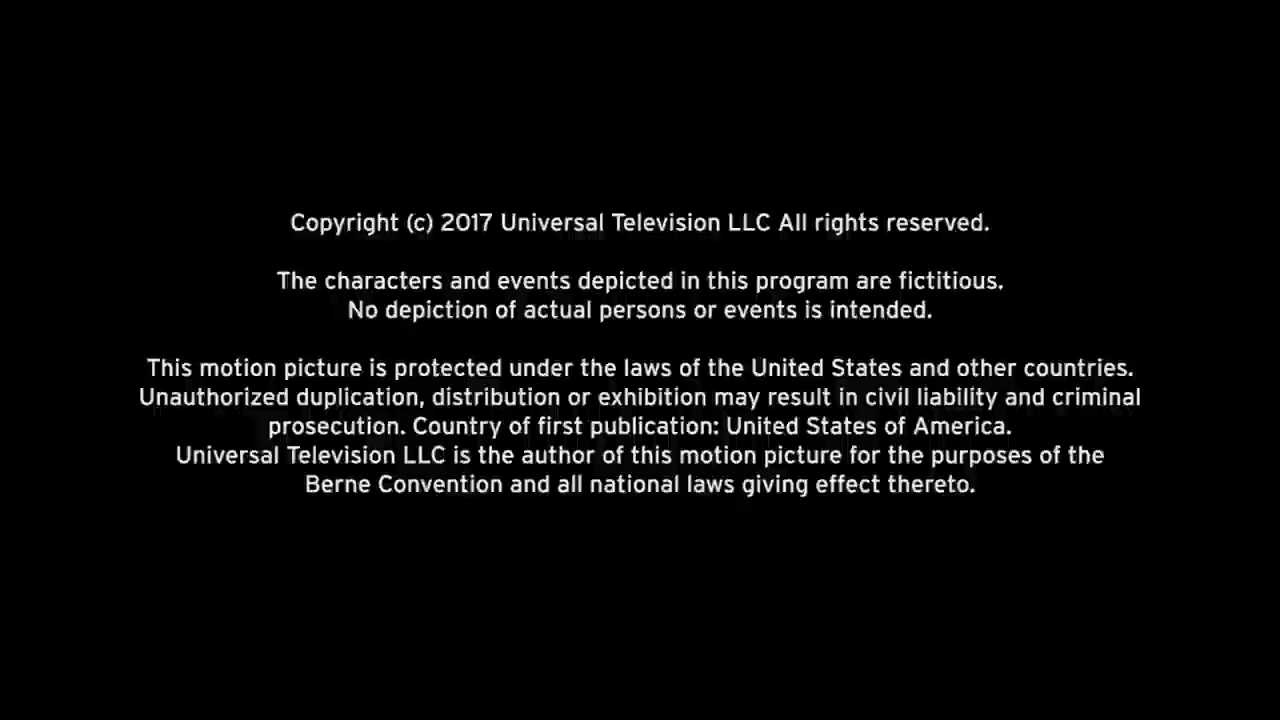 Copyright (c) 2017 Universal Television LLC All rights reserved.
The characters and events depicted in this program are fictitious.
No depiction of actual persons or events is intended.
This motion picture is protected under the laws of the United States and other countries.
Unauthorized duplication, distribution or exhibition may result in civil liability and criminal
prosecution. Country of first publication: United States of America.
Universal Television LLC is the author of this motion picture for the purposes of the
Berne Convention and all national laws giving effect thereto.